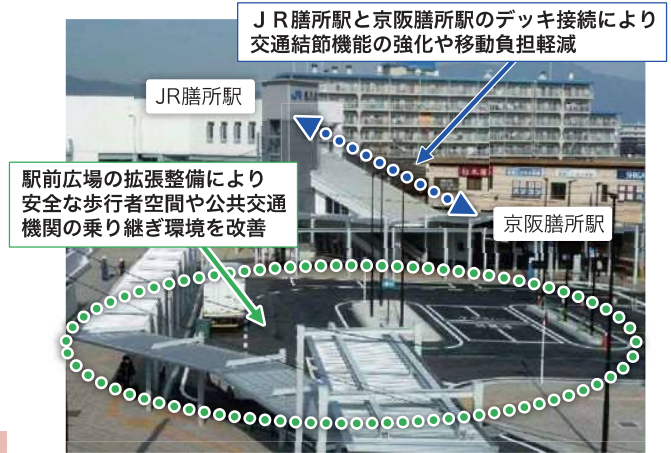 ＪＲ膳所駅と京阪膳所駅のデッキ接続により
交通結節機能の強化や移動負担軽減
JR膳所駅
駅前広場の拡張整備により
安全な歩行者空間や公共交通
機関の乗り継ぎ環境を改善
京阪膳所駅